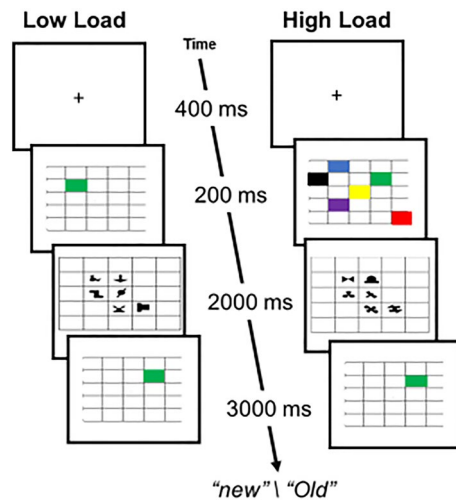 Low Load
High Load
Time
+
+
400 ms
200 ms
2000 ms
3000 ms
“new” \ “Old”